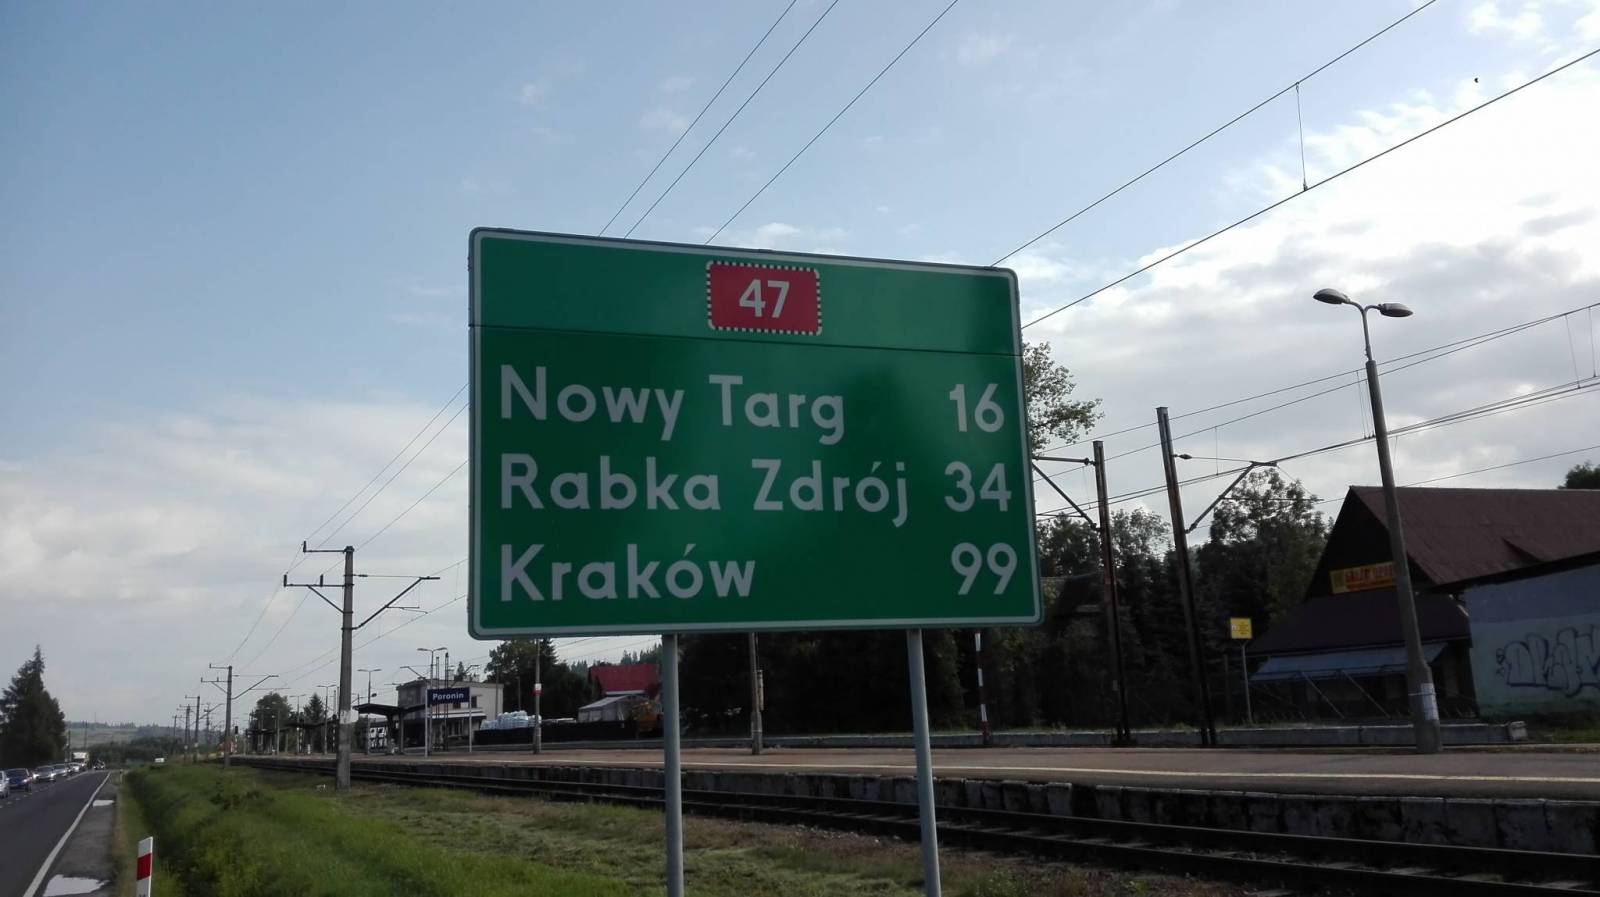 47
Nowy Targ 16
Rabka Zdrój 34
Kraków 99
Poronin